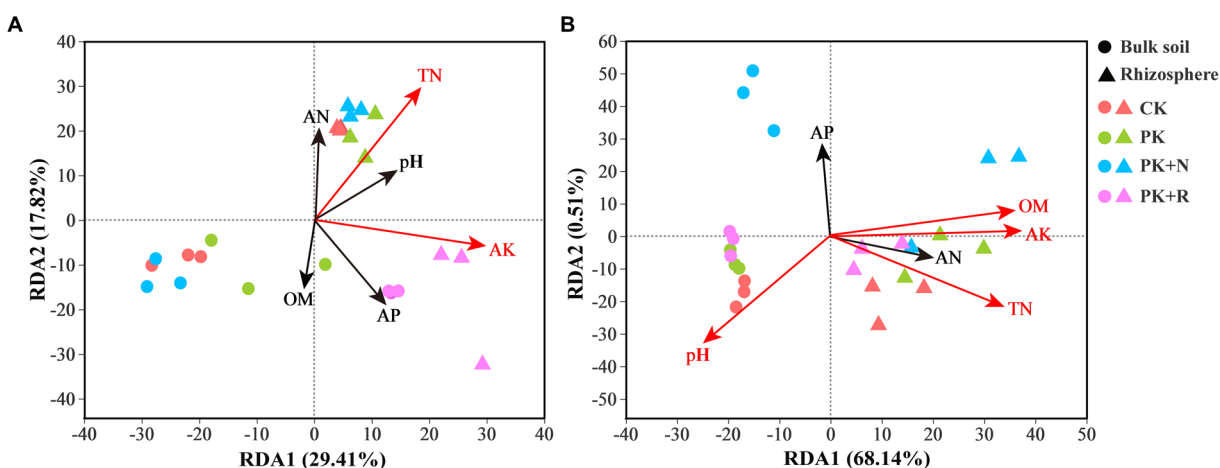 A
40
30
20
10
0
-10
-20
-30
-40
RDA2 (17.82%)
TN
AN
pH
AK
OM
AP
-40
-30
-20
-10
0
10
20
30
40
RDA1 (29.41%)
B
60
50
40
30
20
10
0
-10
-20
-30
-40
-50
RDA2 (0.51%)
AP
OM
AK
AN
TN
pH
-40
-30
-20
-10
0
10
20
30
40
50
RDA1 (68.14%)
Bulk soil
Rhizosphere
CK
PK
PK+N
PK+R